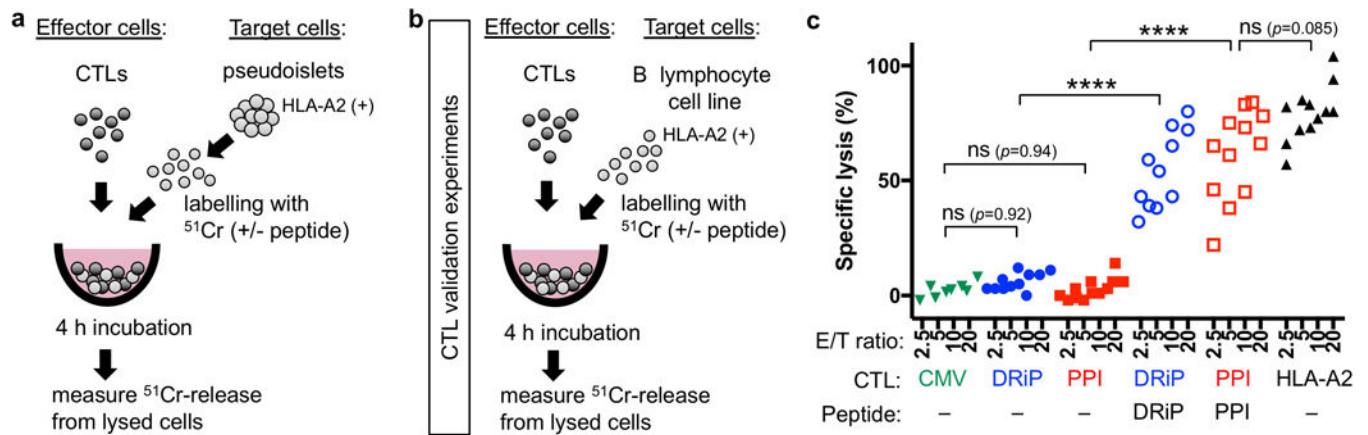 a
Effector cells: Target cells:
CTLs
pseudoislets
HLA-A2 (+)
labelling with
⁵¹Cr (+/- peptide)
4 h incubation
measure ⁵¹Cr-release
from lysed cells
b
CTL validation experiments
Effector cells: Target cells:
CTLs
B lymphocyte
cell line
HLA-A2 (+)
labelling with
⁵¹Cr (+/- peptide)
4 h incubation
measure ⁵¹Cr-release
from lysed cells
c
ns (p=0.085)
****
****
ns (p=0.94)
ns (p=0.92)
Specific lysis (%)
100
50
0
E/T ratio: 2.5 5 10 20 2.5 5 10 20 2.5 5 10 20 2.5 5 10 20 2.5 5 10 20 2.5 5 10 20
CTL: CMV DRiP PPI DRiP PPI HLA-A2
Peptide: – – – DRiP PPI –